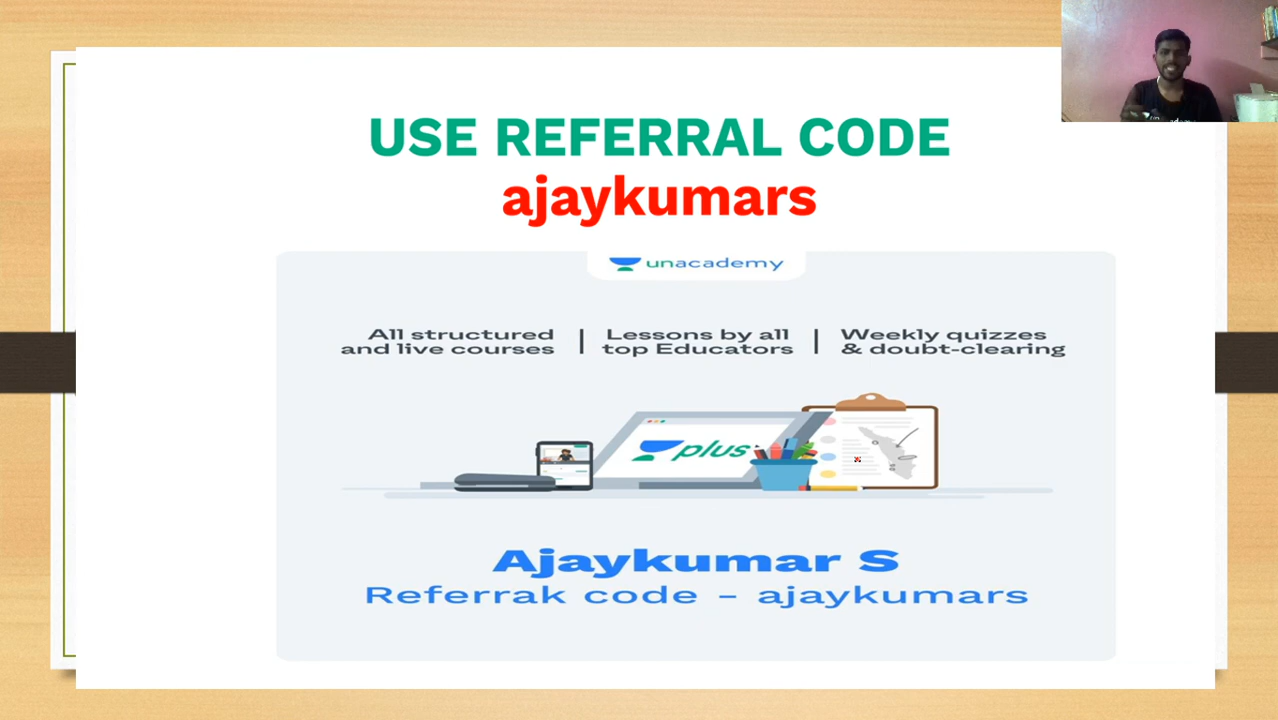 USE REFERRAL CODE
ajaykumars
unacademy
All structured
and live courses
Lessons by all
top Educators
Weekly quizzes
& doubt-clearing
plus
Ajaykumar S
Referrak code - ajaykumars